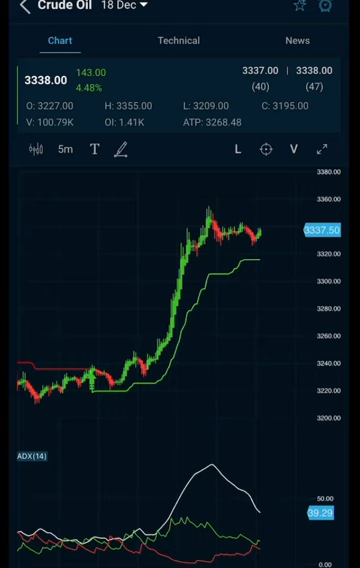 Crude Oil 18 Dec
Chart Technical News
3338.00 143.00 3337.00 | 3338.00
4.48% (40) (47)
O: 3227.00 H: 3355.00 L: 3209.00 C: 3195.00
V: 100.79K OI: 1.41K ATP: 3268.48
5m T L V
3380.00
3360.00
3337.50
3320.00
3300.00
3280.00
3260.00
3240.00
3220.00
3200.00
ADX(14)
50.00
39.29
0.00